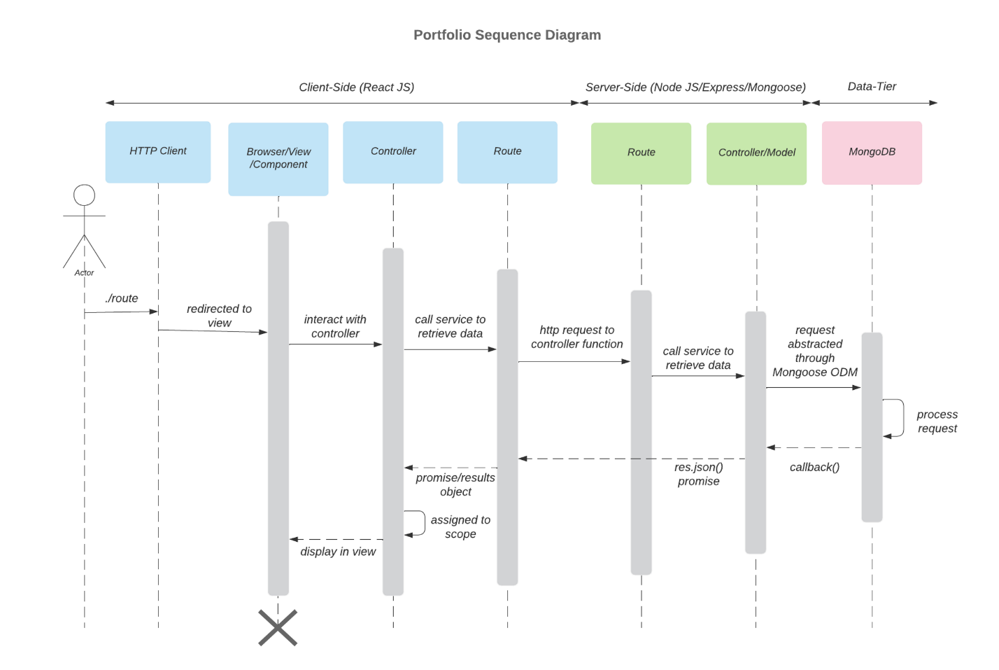 Portfolio Sequence Diagram
Client-Side (React JS)
Server-Side (Node JS/Express/Mongoose)
Data-Tier
HTTP Client
Browser/View
/Component
Controller
Route
Route
Controller/Model
MongoDB
Actor
./route
redirected to
view
interact with
controller
call service to
retrieve data
http request to
controller function
call service to
retrieve data
request
abstracted
through
Mongoose ODM
process
request
callback()
res.json()
promise
promise/results
object
assigned to
scope
display in view